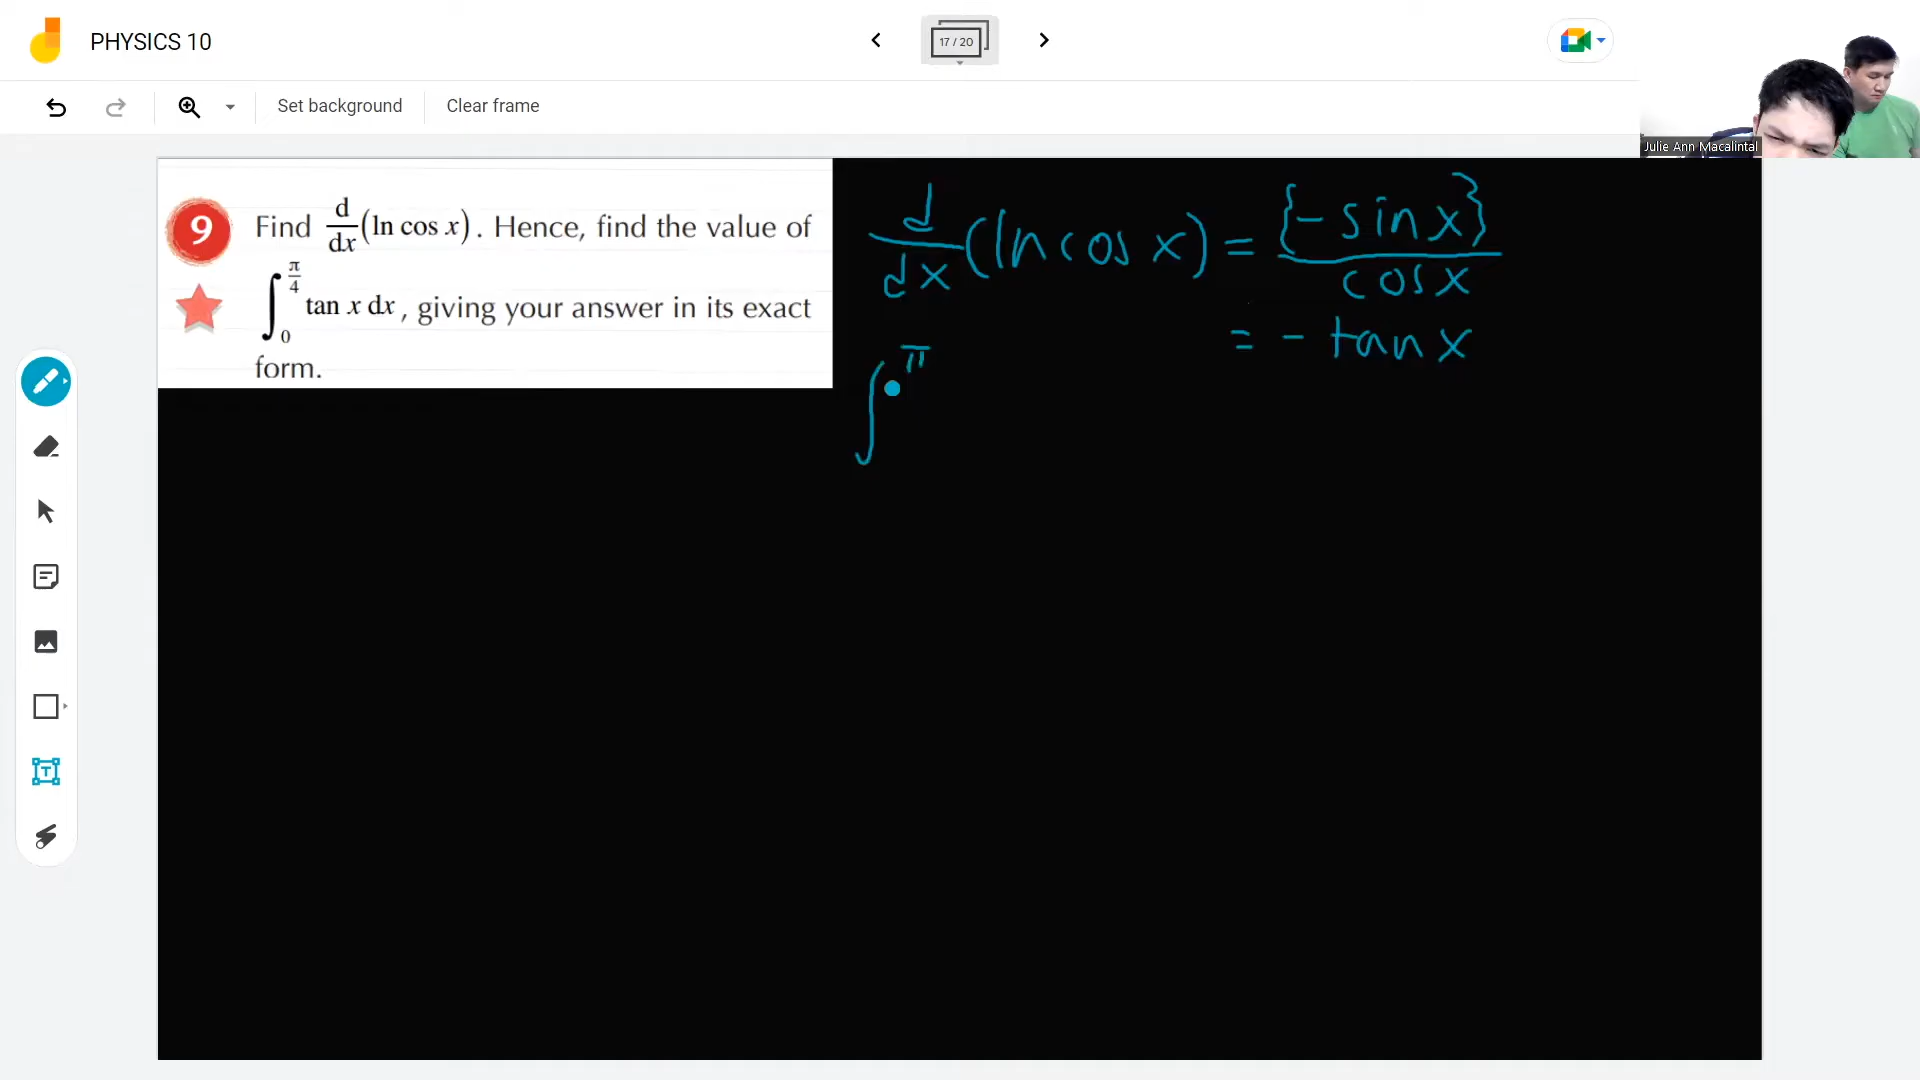 PHYSICS 10
17 / 20
Set background
Clear frame
Julie Ann Macalintal
9 Find d/dx (ln cos x). Hence, find the value of
∫₀^(π/4) tan x dx, giving your answer in its exact
form.
d/dx (ln cos x) = {- sin x} / cos x
= - tan x
∫^π